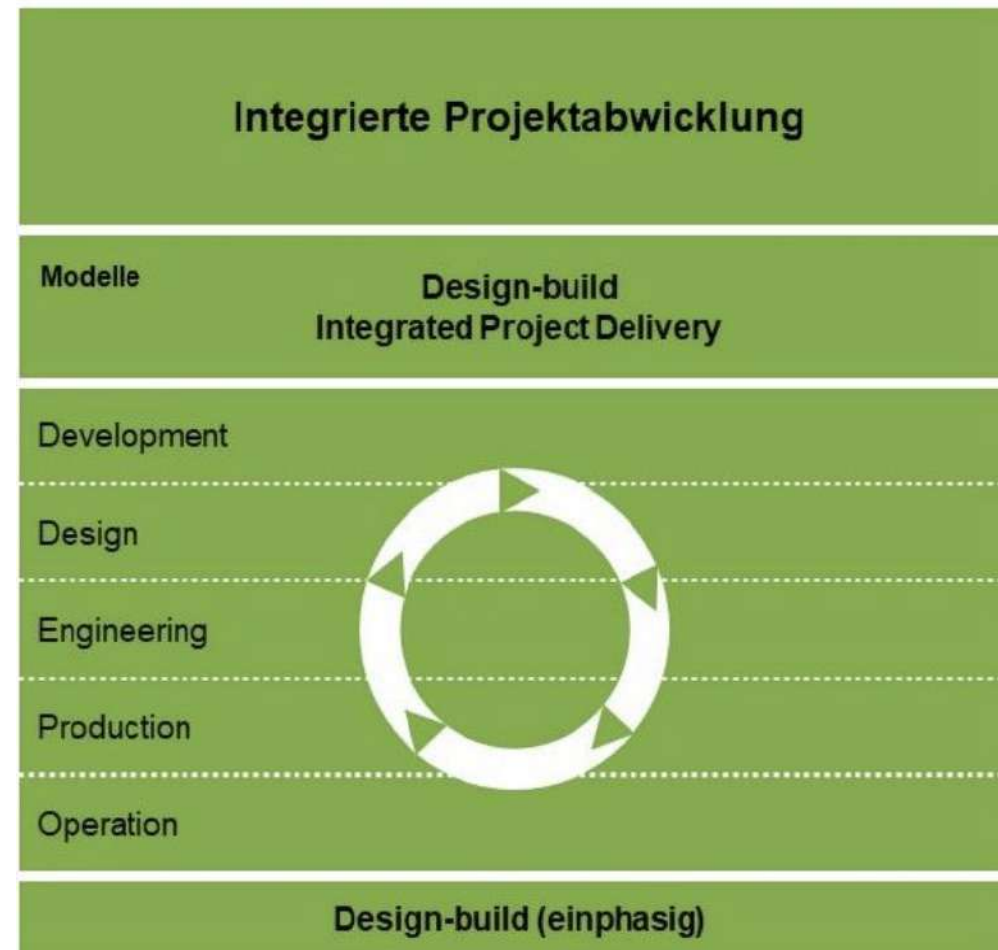 Integrierte Projektabwicklung
Modelle
Design-build
Integrated Project Delivery
Development
Design
Engineering
Production
Operation
Design-build (einphasig)